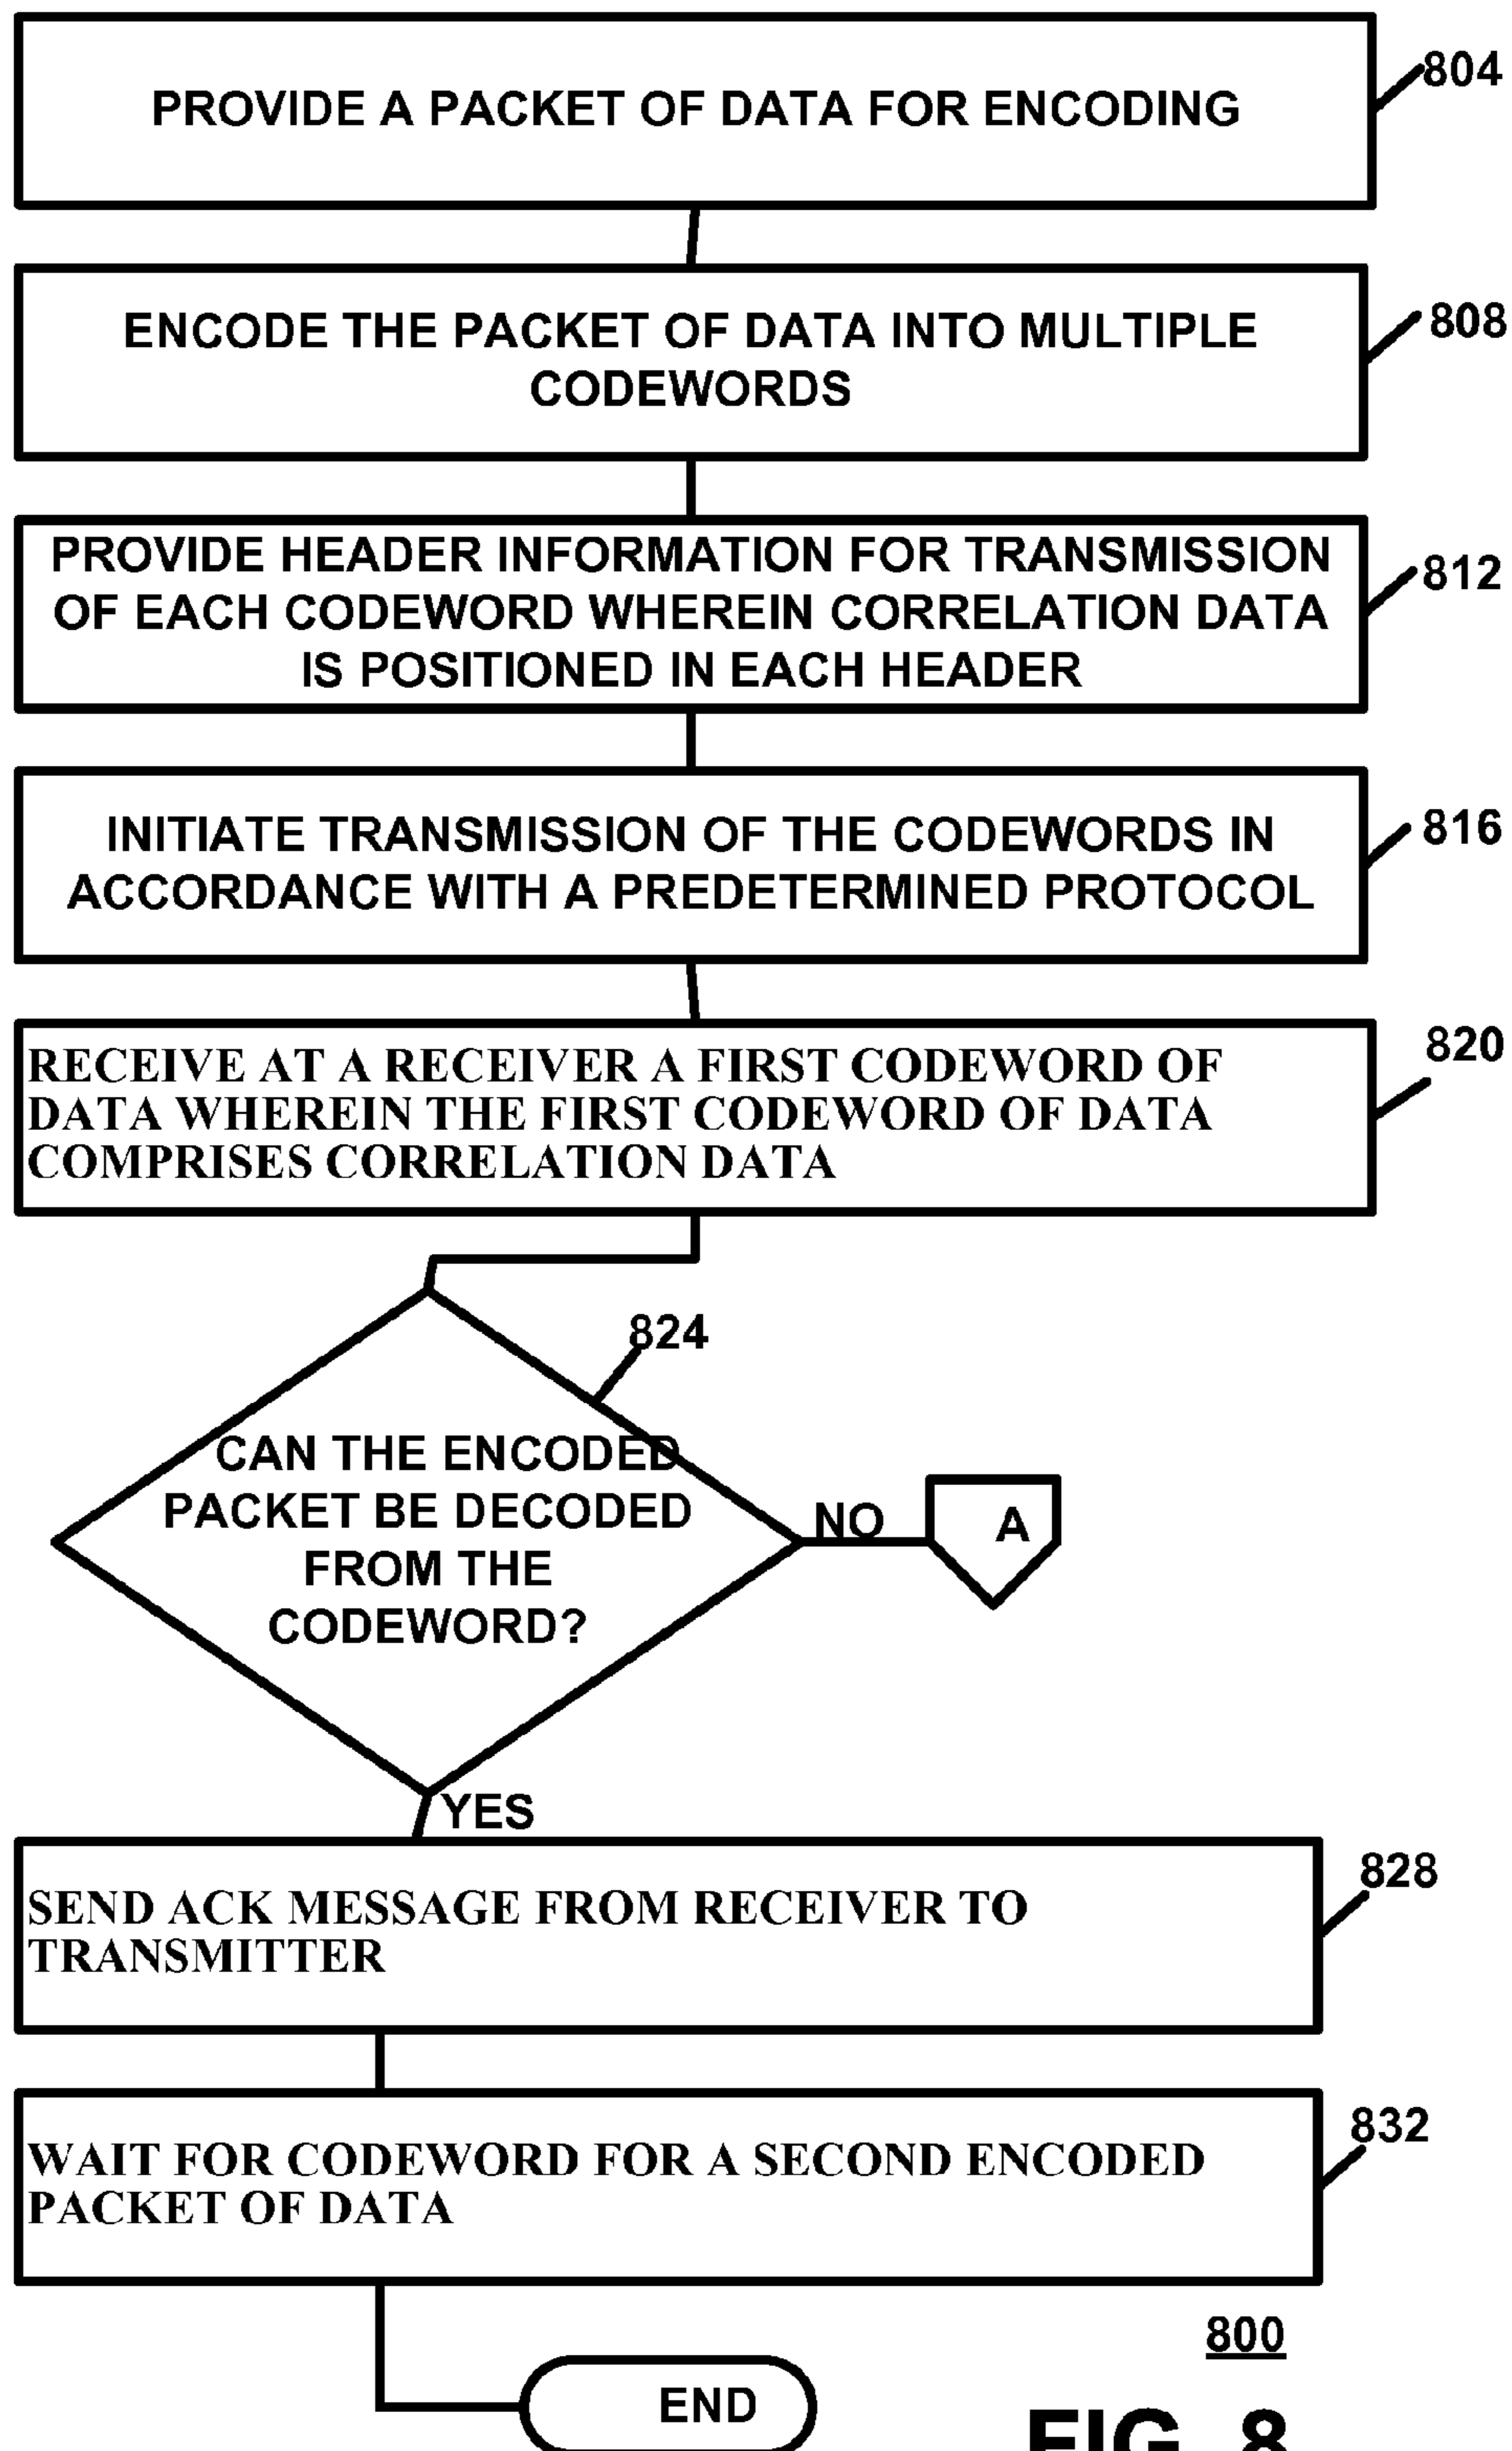 PROVIDE A PACKET OF DATA FOR ENCODING
804
ENCODE THE PACKET OF DATA INTO MULTIPLE
CODEWORDS
808
PROVIDE HEADER INFORMATION FOR TRANSMISSION
OF EACH CODEWORD WHEREIN CORRELATION DATA
IS POSITIONED IN EACH HEADER
812
INITIATE TRANSMISSION OF THE CODEWORDS IN
ACCORDANCE WITH A PREDETERMINED PROTOCOL
816
RECEIVE AT A RECEIVER A FIRST CODEWORD OF
DATA WHEREIN THE FIRST CODEWORD OF DATA
COMPRISES CORRELATION DATA
820
824
CAN THE ENCODED
PACKET BE DECODED
FROM THE
CODEWORD?
NO
A
YES
SEND ACK MESSAGE FROM RECEIVER TO
TRANSMITTER
828
WAIT FOR CODEWORD FOR A SECOND ENCODED
PACKET OF DATA
832
800
END
FIG. 8